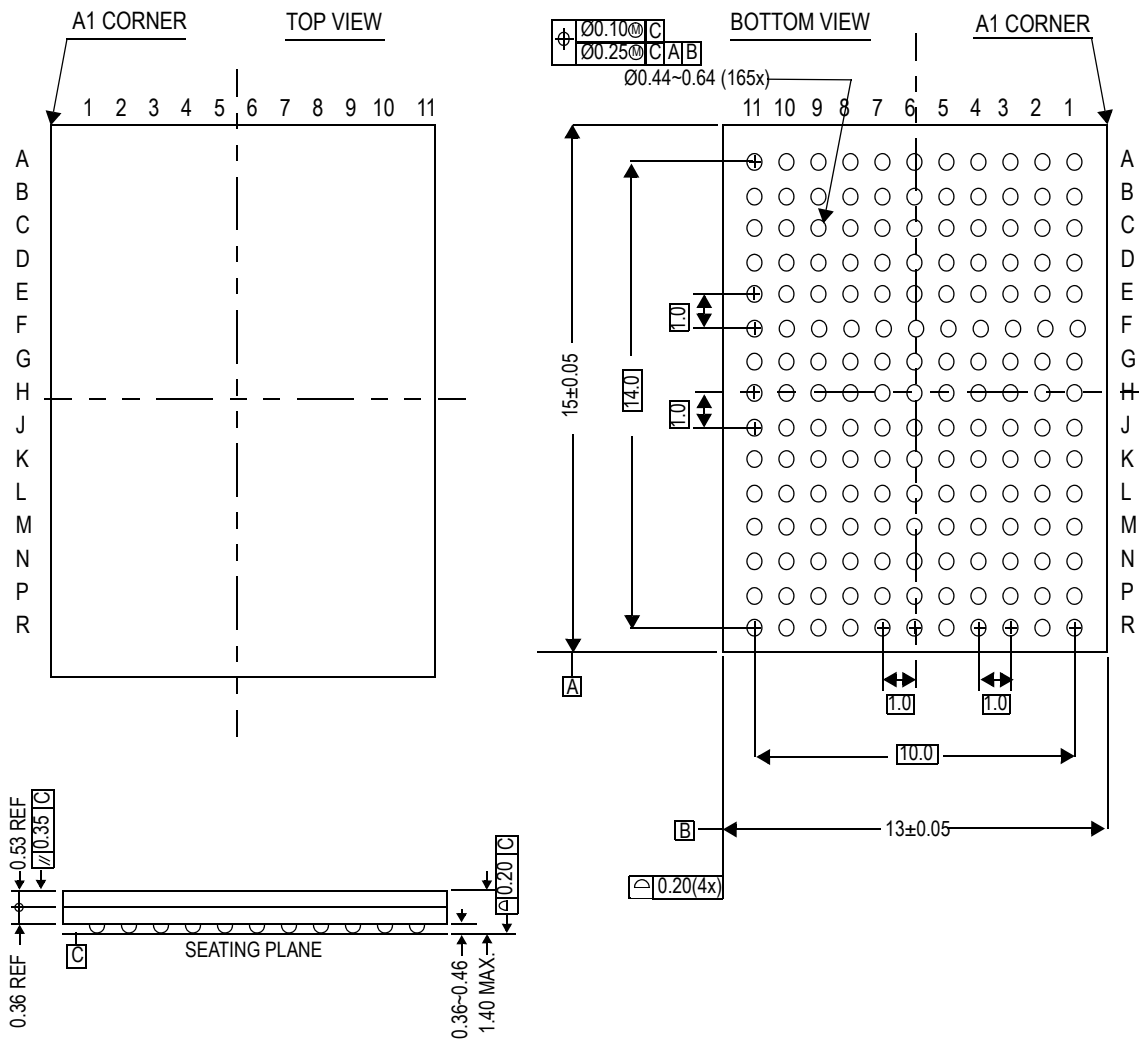 A1 CORNER
TOP VIEW
1 2 3 4 5 6 7 8 9 10 11
A
B
C
D
E
F
G
H
J
K
L
M
N
P
R
Ø0.10Ⓜ C
Ø0.25Ⓜ C A B
BOTTOM VIEW
A1 CORNER
Ø0.44~0.64 (165x)
11 10 9 8 7 6 5 4 3 2 1
A
B
C
D
E
F
G
H
J
K
L
M
N
P
R
1.0
15±0.05
14.0
1.0
A
1.0
1.0
10.0
B
13±0.05
0.20(4x)
0.53 REF
// 0.35 C
0.20 C
C
SEATING PLANE
0.36 REF
0.36~0.46
1.40 MAX.